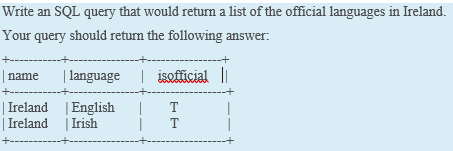 Write an SQL query that would return a list of the official languages in Ireland.
Your query should return the following answer:
+-----------+---------------+------------------+
| name | language | isofficial ||
+-----------+---------------+------------------+
| Ireland | English | T |
| Ireland | Irish | T |
+-----------+---------------+------------------+